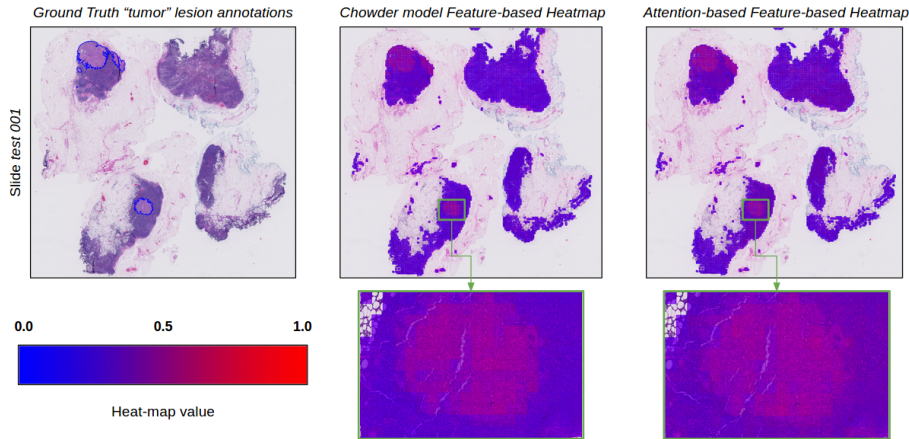 Ground Truth “tumor” lesion annotations
Chowder model Feature-based Heatmap
Attention-based Feature-based Heatmap
Slide test 001
0.0 0.5 1.0
Heat-map value